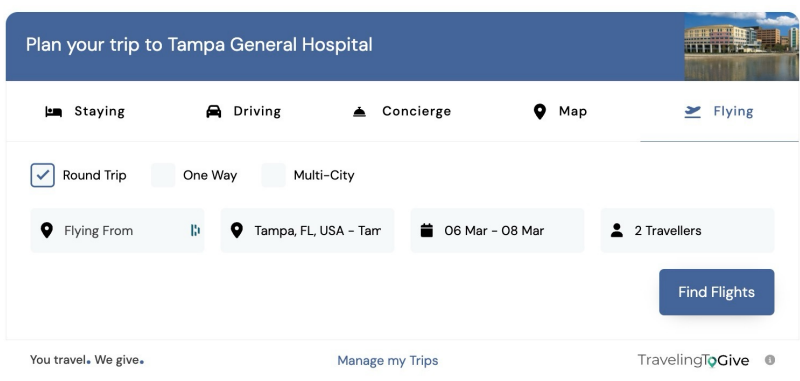 Plan your trip to Tampa General Hospital
Staying Driving Concierge Map Flying
Round Trip One Way Multi-City
Flying From Tampa, FL, USA - Tam 06 Mar - 08 Mar 2 Travellers
Find Flights
You travel. We give. Manage my Trips TravelingToGive